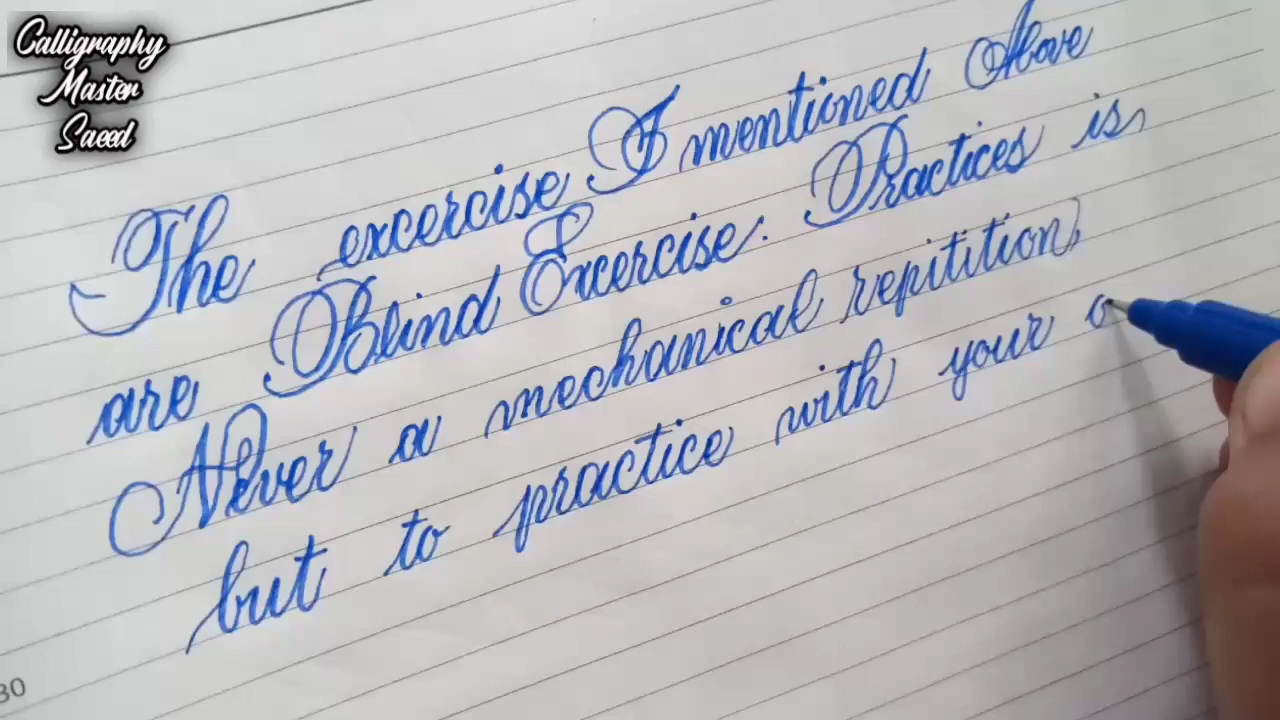 Calligraphy
Master
Saeed
The excercise I mentioned Above
are Blind Excercise. Practices is
Never a mechanical repitition,
but to practice with your
30